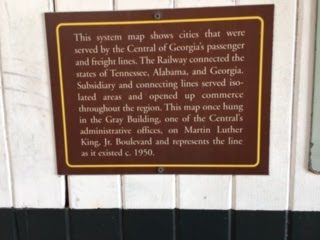 This system map shows cities that were
served by the Central of Georgia's passenger
and freight lines. The Railway connected the
states of Tennessee, Alabama, and Georgia.
Subsidiary and connecting lines served iso-
lated areas and opened up commerce
throughout the region. This map once hung
in the Gray Building, one of the Central's
administrative offices, on Martin Luther
King, Jr. Boulevard and represents the line
as it existed c. 1950.